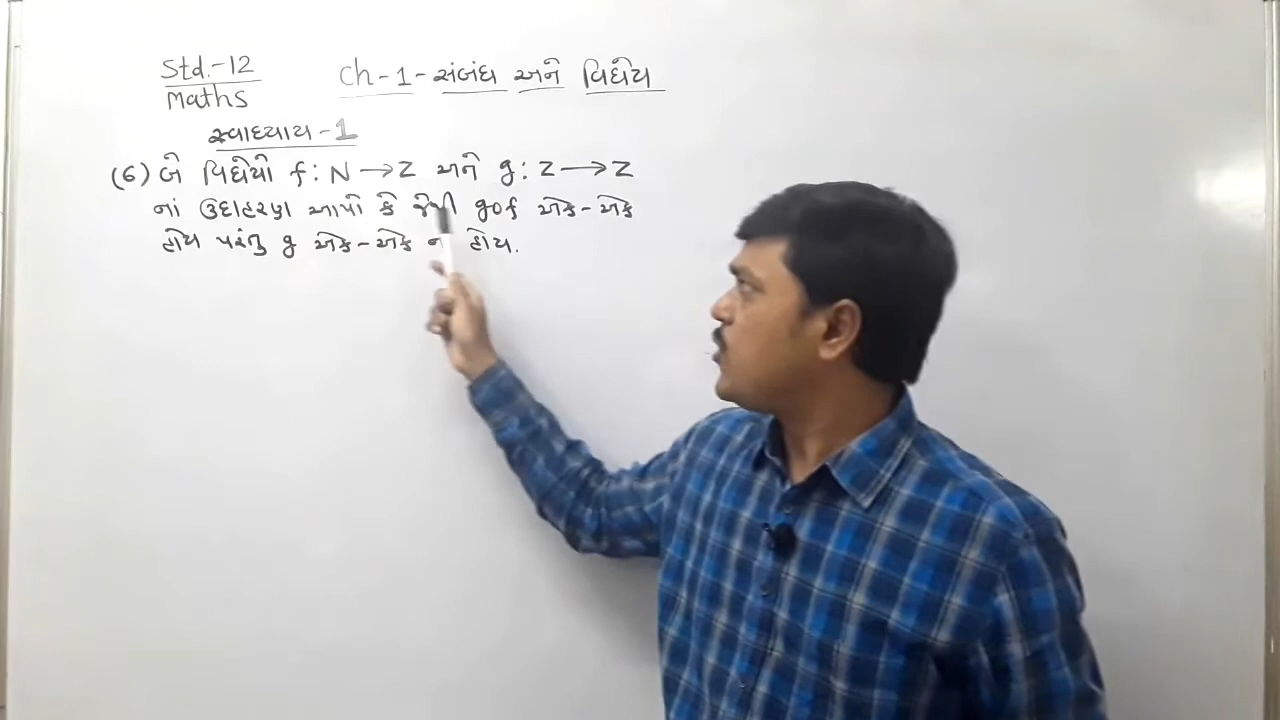 Std.-12
Maths
Ch-1-સંબંધ અને વિધેય
સ્વાધ્યાય-1
(6) બે વિધેયો f: N→Z અને g: Z→Z
નાં ઉદાહરણ આપો કે જેથી gof એક-એક
હોય પરંતુ g એક-એક ન હોય.